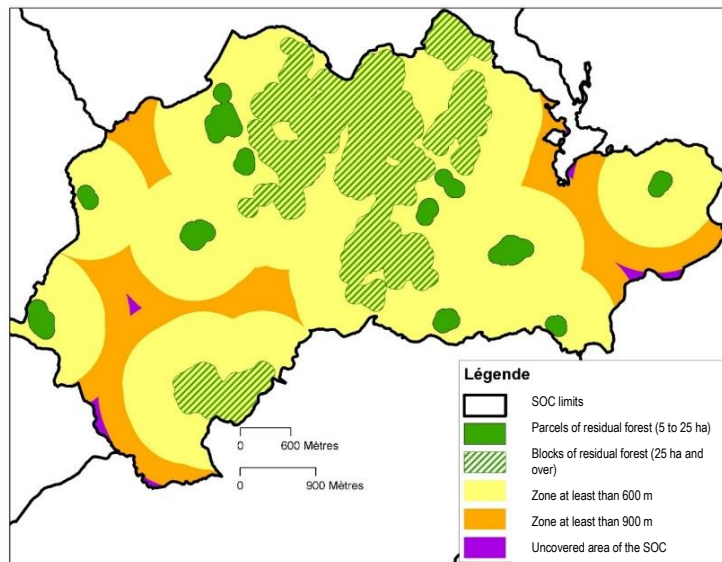 Légende
SOC limits
Parcels of residual forest (5 to 25 ha)
Blocks of residual forest (25 ha and
over)
Zone at least than 600 m
Zone at least than 900 m
Uncovered area of the SOC
0 600 Mètres
0 900 Mètres